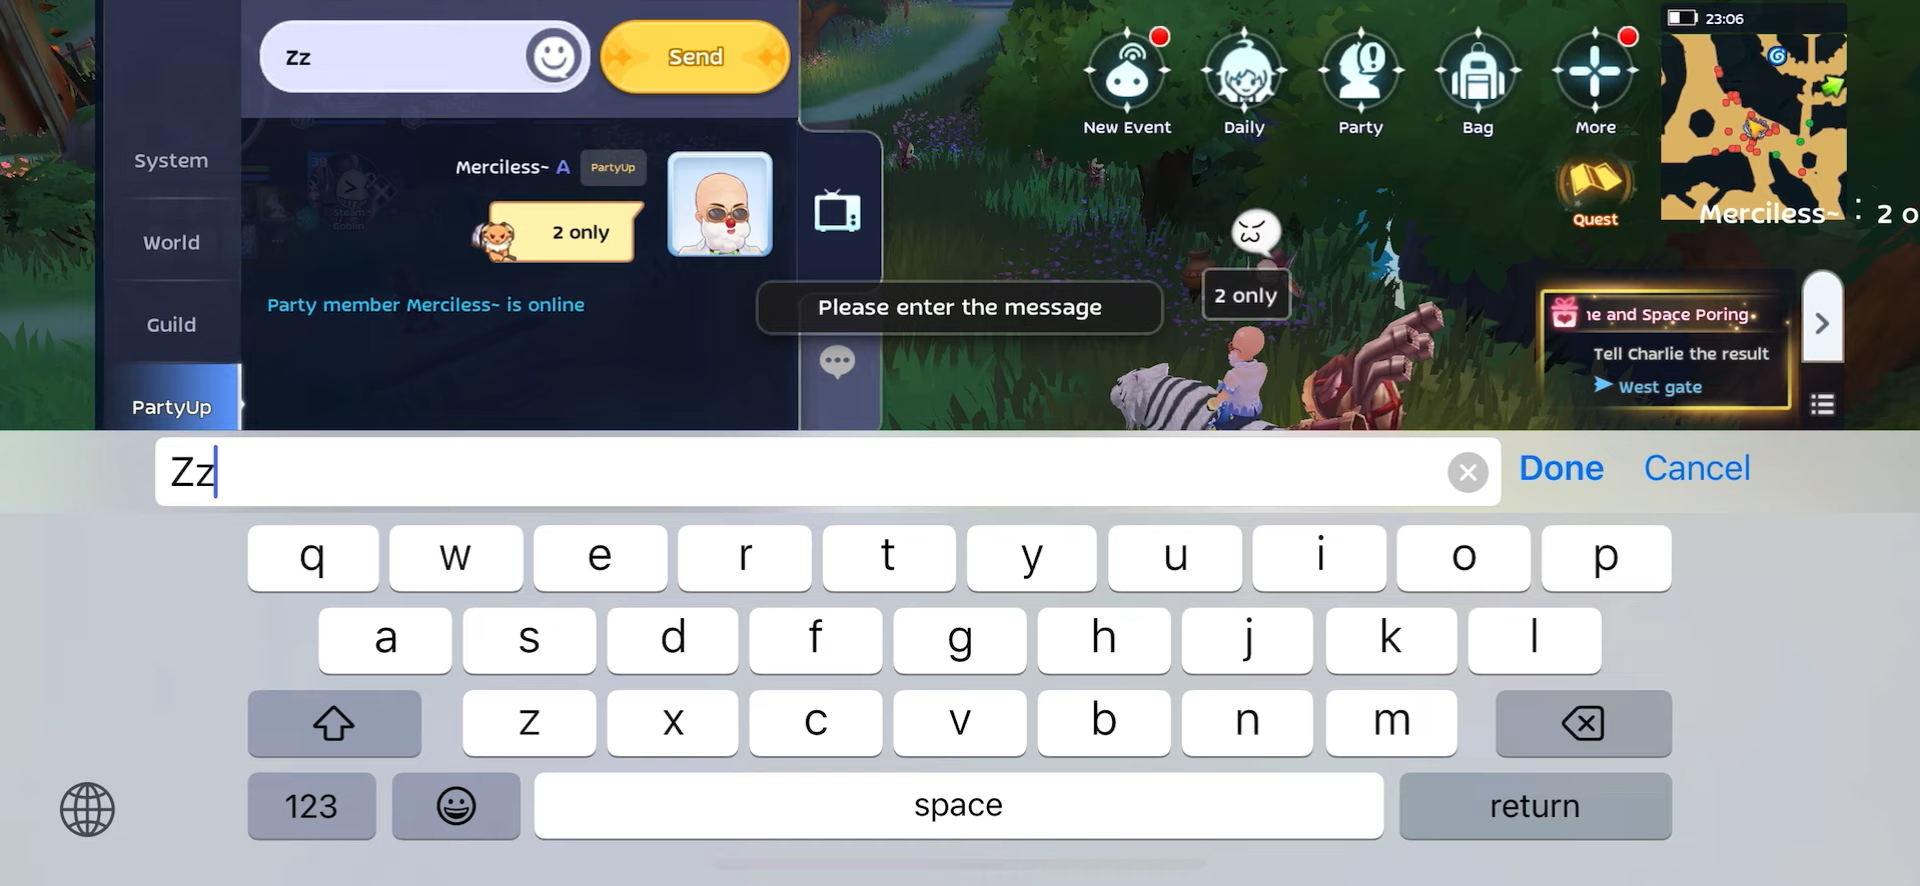 Zz
Send
System
World
Guild
PartyUp
Merciless~ A PartyUp
2 only
Party member Merciless~ is online
Please enter the message
2 only
New Event
Daily
Party
Bag
More
Quest
23:06
Merciless~ : 2 o
ne and Space Poring
Tell Charlie the result
West gate
Zz
Done
Cancel
q w e r t y u i o p
a s d f g h j k l
z x c v b n m
123
space
return